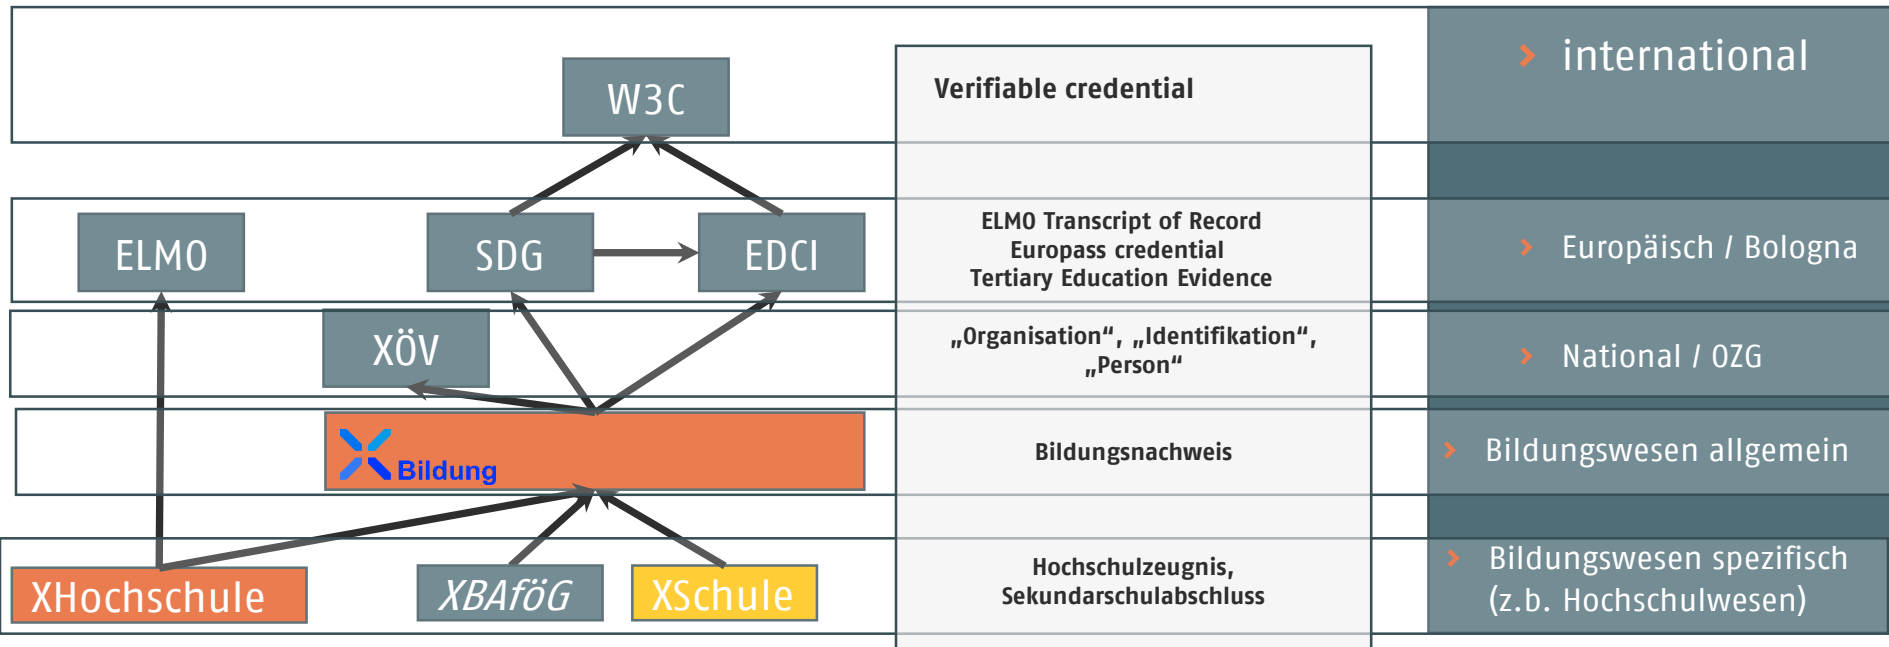 W3C
Verifiable credential
international
ELMO
SDG
EDCI
ELMO Transcript of Record
Europass credential
Tertiary Education Evidence
Europäisch / Bologna
XÖV
„Organisation“, „Identifikation“,
„Person“
National / OZG
Bildung
Bildungsnachweis
Bildungswesen allgemein
XHochschule
XBAföG
XSchule
Hochschulzeugnis,
Sekundarschulabschluss
Bildungswesen spezifisch
(z.b. Hochschulwesen)